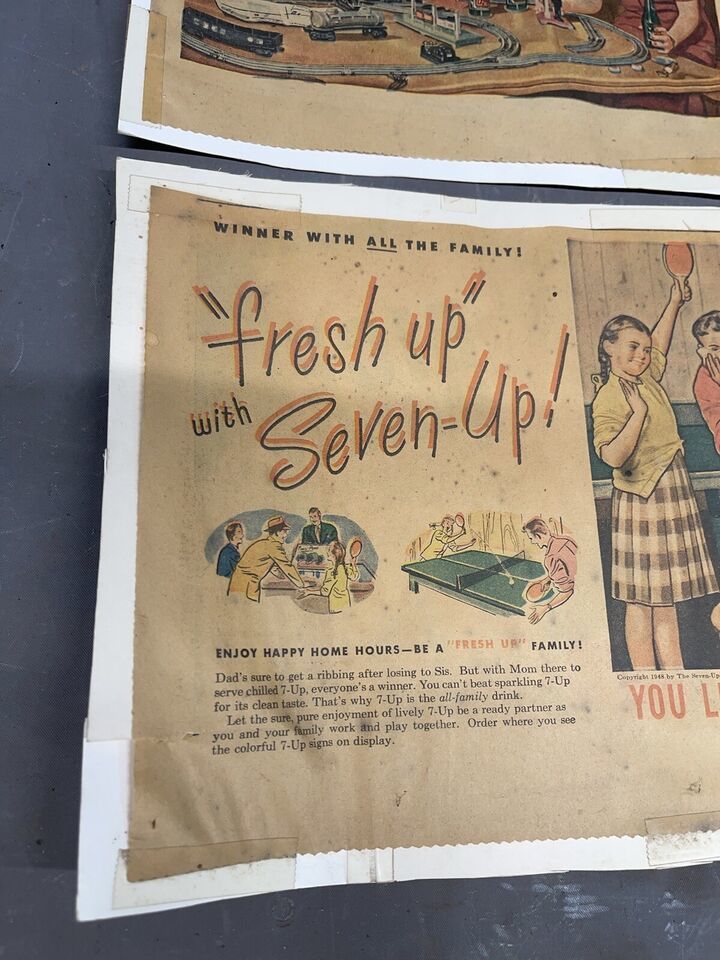 WINNER WITH ALL THE FAMILY!
"fresh up"
with Seven-Up!
ENJOY HAPPY HOME HOURS—BE A "FRESH UP" FAMILY!
Dad's sure to get a ribbing after losing to Sis. But with Mom there to
serve chilled 7-Up, everyone's a winner. You can't beat sparkling 7-Up
for its clean taste. That's why 7-Up is the all-family drink.
Let the sure, pure enjoyment of lively 7-Up be a ready partner as
you and your family work and play together. Order where you see
the colorful 7-Up signs on display.
Copyright 1948 by The Seven-Up
YOU L